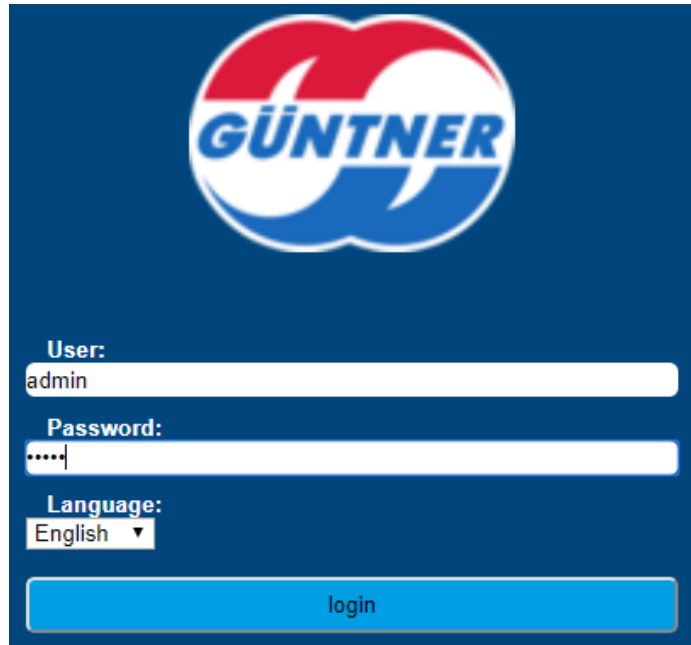 GÜNTNER
User:
admin
Password:
•••••
Language:
English ▼
login